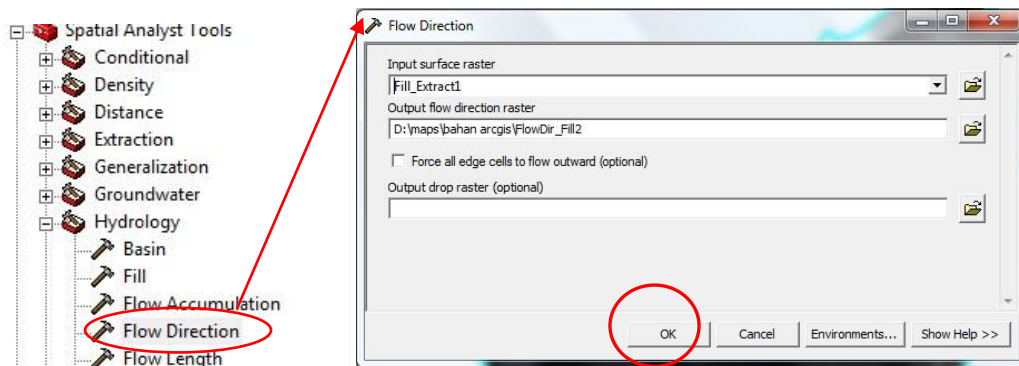 Spatial Analyst Tools
Conditional
Density
Distance
Extraction
Generalization
Groundwater
Hydrology
Basin
Fill
Flow Accumulation
Flow Direction
Flow Length
Flow Direction
Input surface raster
Fill_Extract1
Output flow direction raster
D:\maps\bahan arcgis\FlowDir_Fill2
Force all edge cells to flow outward (optional)
Output drop raster (optional)
OK Cancel Environments... Show Help >>